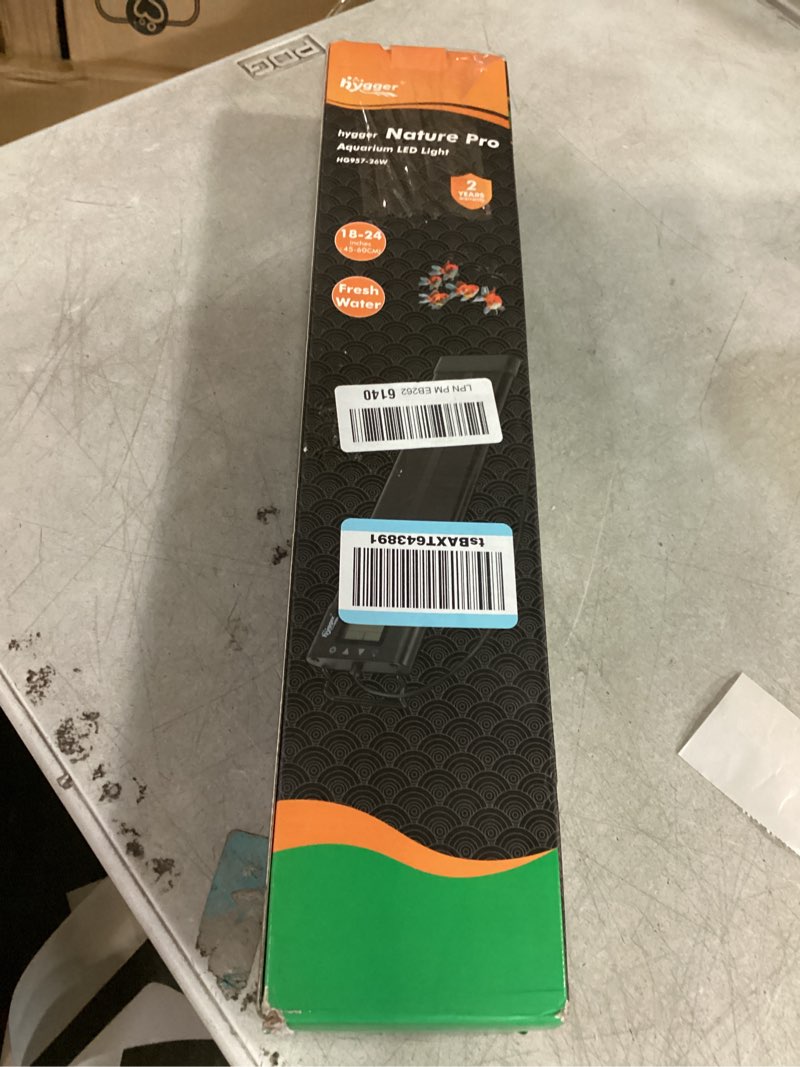 hygger
hygger Nature Pro
Aquarium LED Light
HG957-26W
2
YEARS
18-24
inches
(45-60CM)
Fresh
Water
LPN PM EB262 6140
tsBAXT643891
hygger